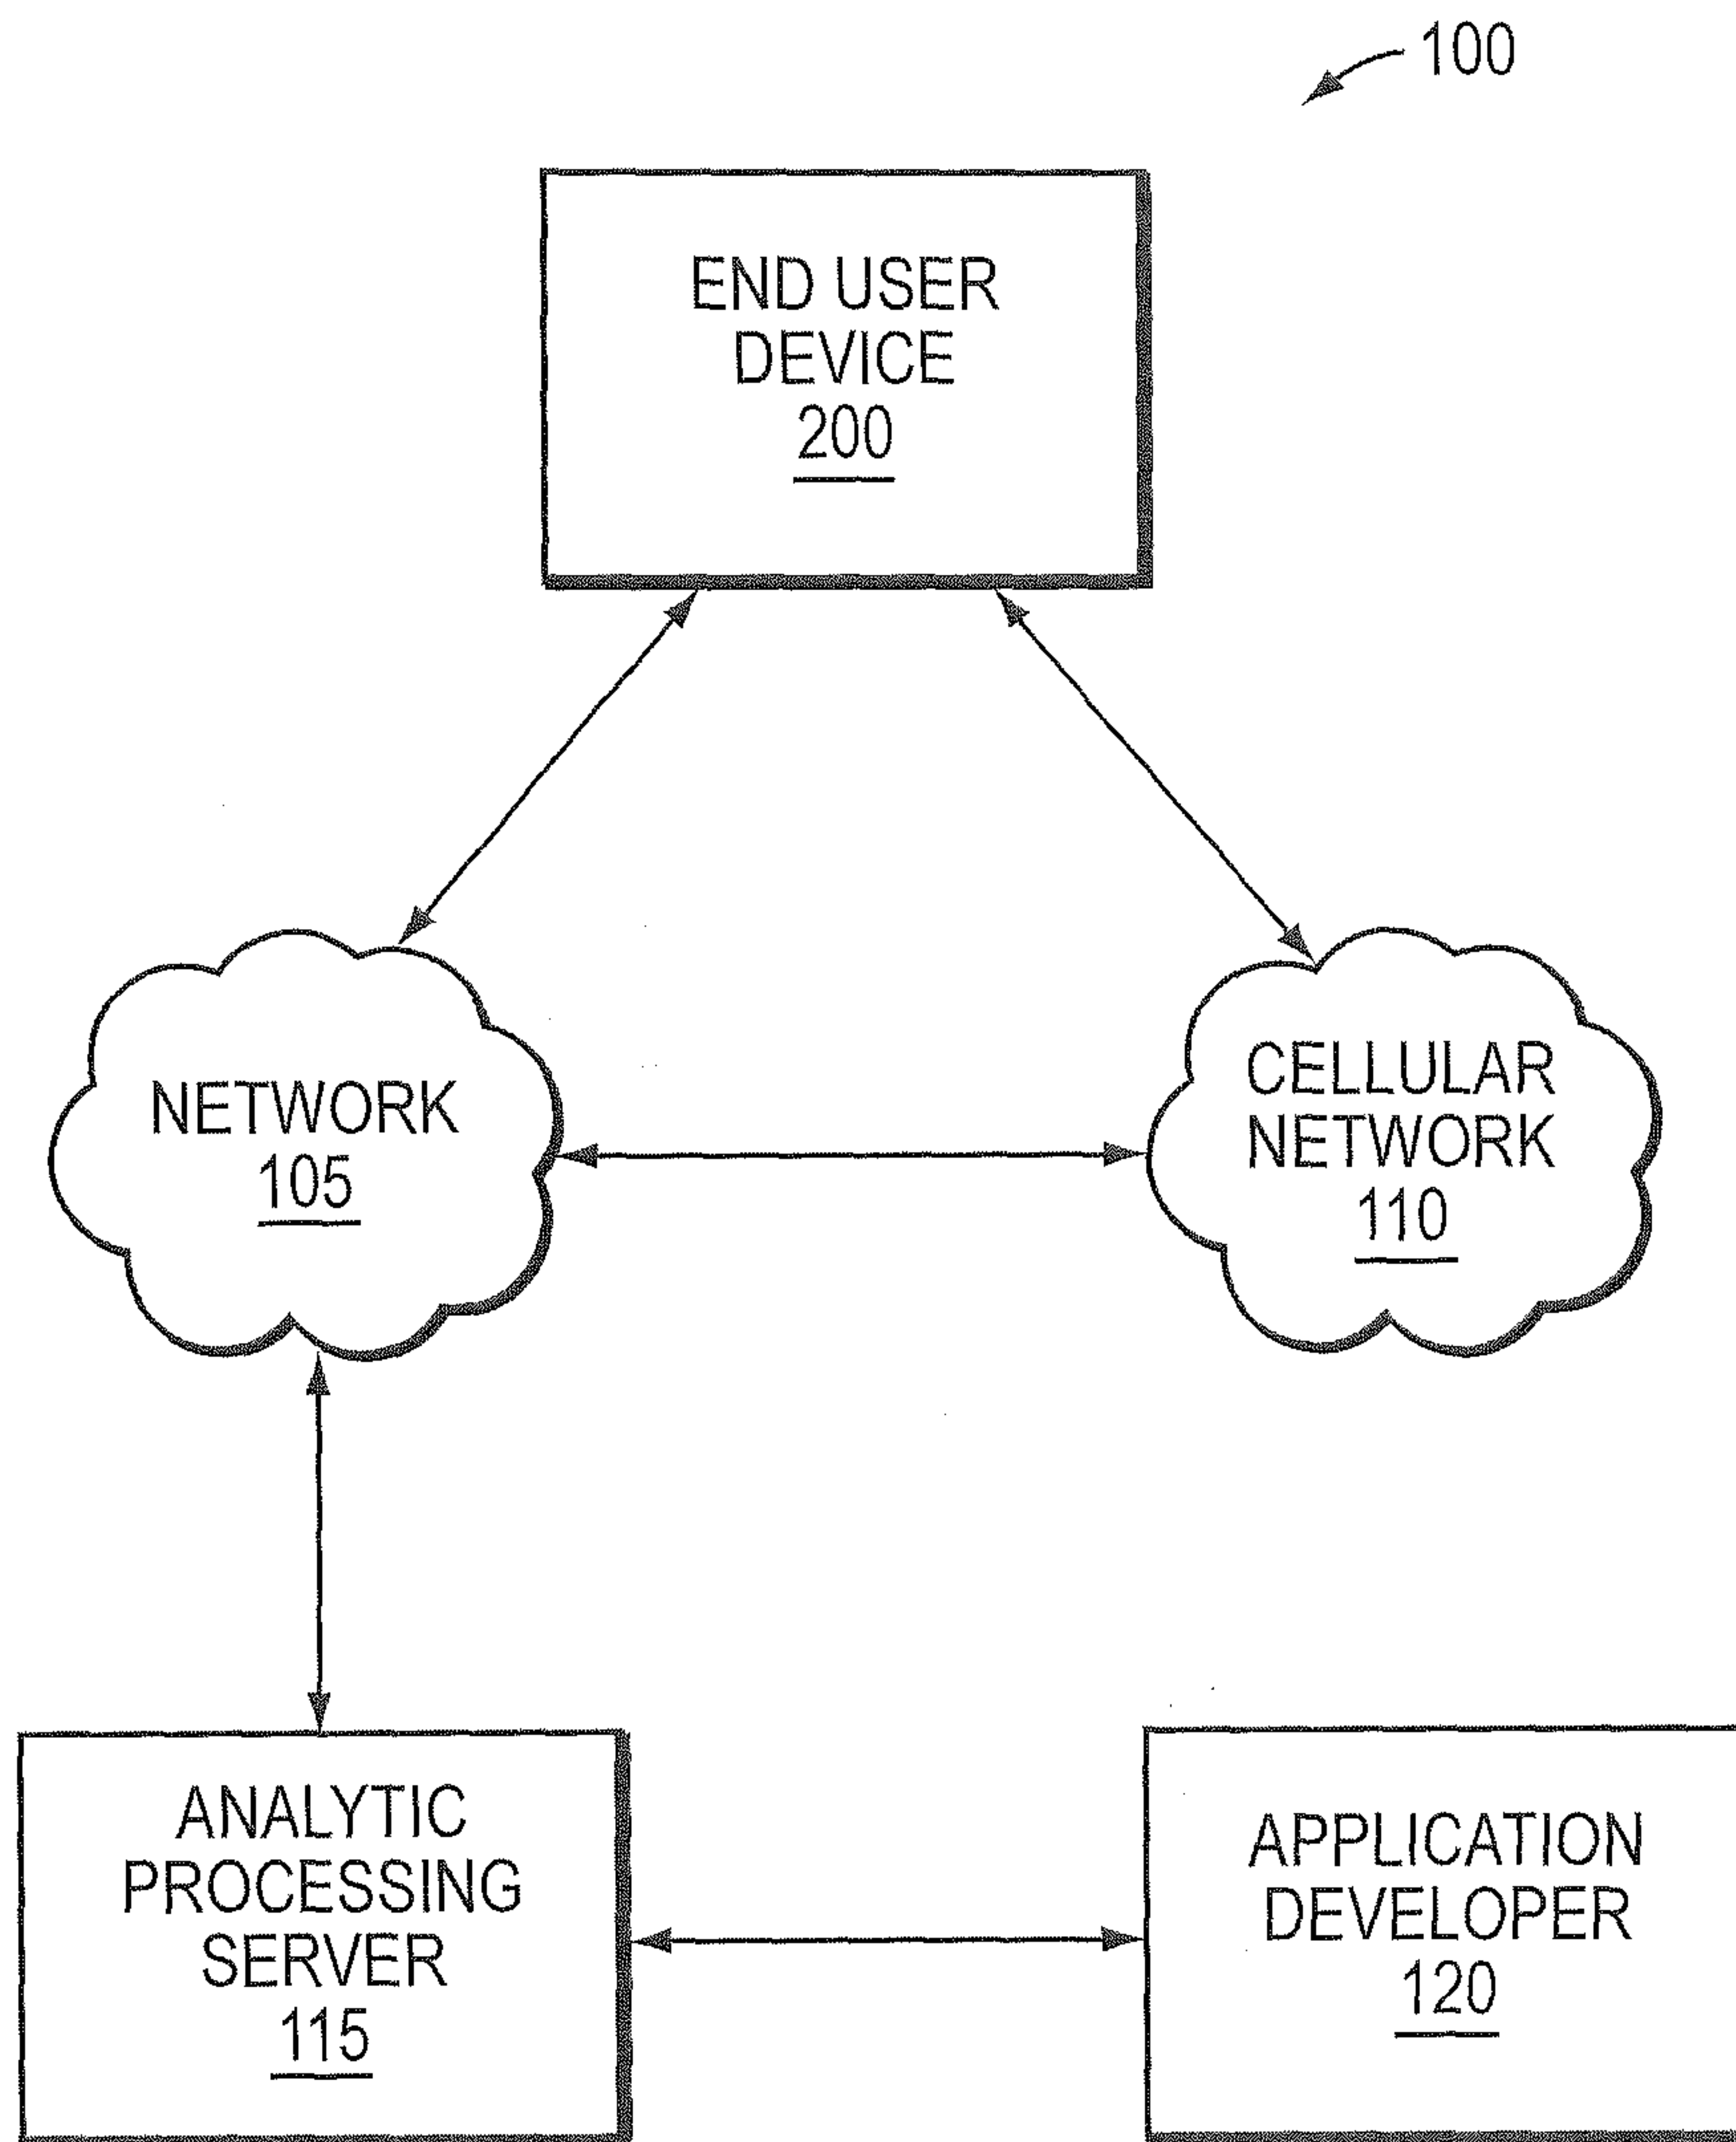 100
END USER
DEVICE
200
NETWORK
105
CELLULAR
NETWORK
110
ANALYTIC
PROCESSING
SERVER
115
APPLICATION
DEVELOPER
120